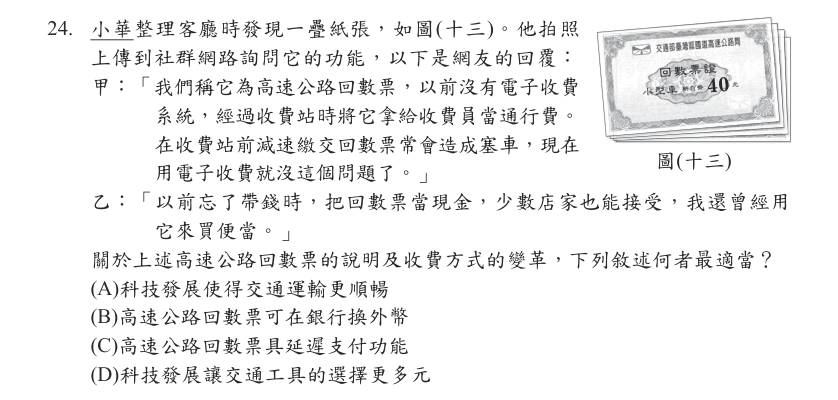 24. 小華整理客廳時發現一疊紙張，如圖(十三)。他拍照
上傳到社群網路詢問它的功能，以下是網友的回覆：
甲：「我們稱它為高速公路回數票，以前沒有電子收費
系統，經過收費站時將它拿給收費員當通行費。
在收費站前減速繳交回數票常會造成塞車，現在
用電子收費就沒這個問題了。」
交通部臺灣區國道高速公路局
回數票證
小型車 新台幣 40元
圖(十三)
乙：「以前忘了帶錢時，把回數票當現金，少數店家也能接受，我還曾經用
它來買便當。」
關於上述高速公路回數票的說明及收費方式的變革，下列敘述何者最適當？
(A)科技發展使得交通運輸更順暢
(B)高速公路回數票可在銀行換外幣
(C)高速公路回數票具延遲支付功能
(D)科技發展讓交通工具的選擇更多元